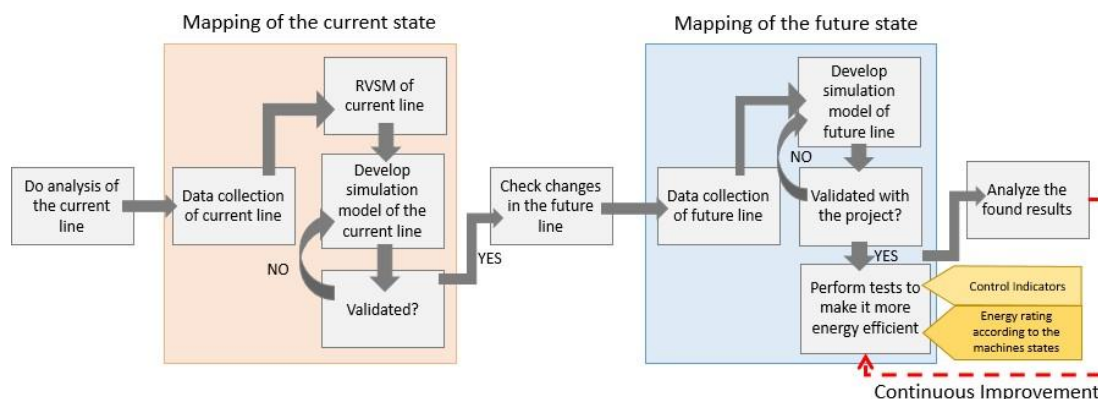 Mapping of the current state
Mapping of the future state
RVSM of
current line
Develop
simulation
model of
future line
Do analysis of
the current
line
Data collection
of current line
Develop
simulation
model of the
current line
Check changes
in the future
line
Data collection
of future line
NO
Validated with
the project?
Analyze the
found results
NO
YES
YES
Validated?
Perform tests to
make it more
energy efficient
Control Indicators
Energy rating
according to the
machines states
Continuous Improvement